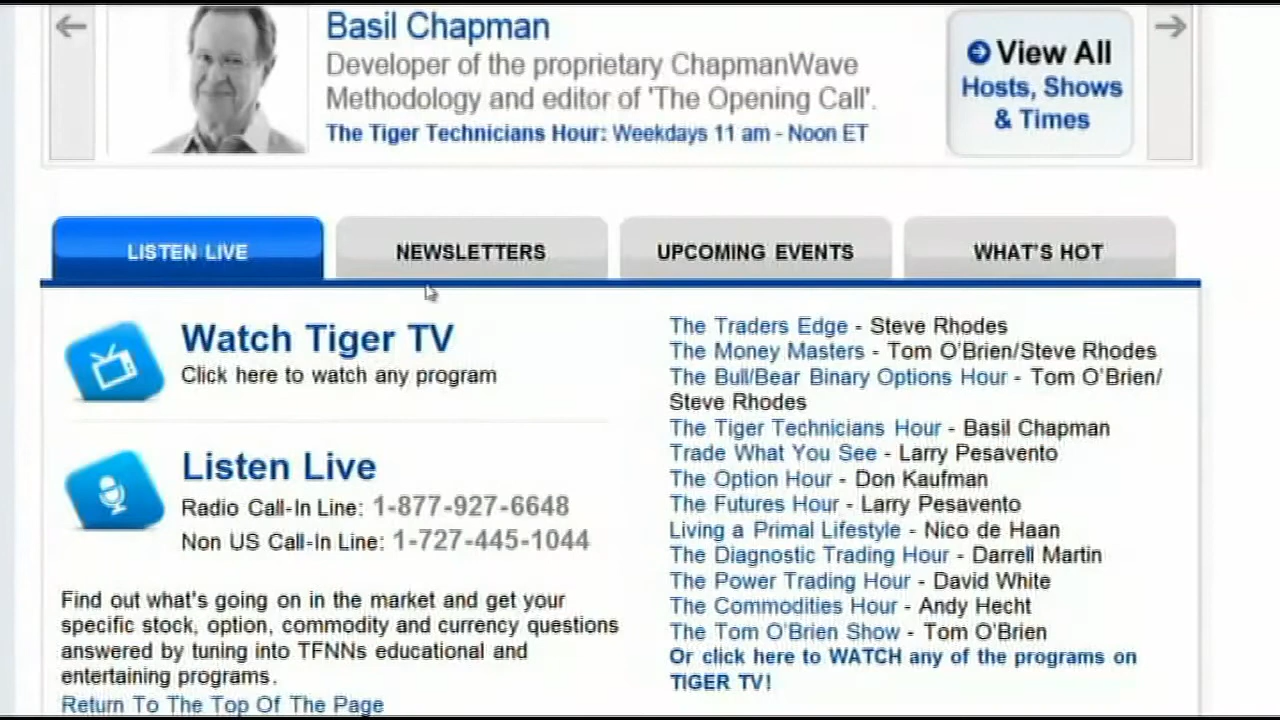 Basil Chapman
Developer of the proprietary ChapmanWave
Methodology and editor of 'The Opening Call'.
The Tiger Technicians Hour: Weekdays 11 am - Noon ET
View All
Hosts, Shows
& Times
LISTEN LIVE
NEWSLETTERS
UPCOMING EVENTS
WHAT'S HOT
Watch Tiger TV
Click here to watch any program
Listen Live
Radio Call-In Line: 1-877-927-6648
Non US Call-In Line: 1-727-445-1044
Find out what's going on in the market and get your
specific stock, option, commodity and currency questions
answered by tuning into TFNNs educational and
entertaining programs.
Return To The Top Of The Page
The Traders Edge - Steve Rhodes
The Money Masters - Tom O'Brien/Steve Rhodes
The Bull/Bear Binary Options Hour - Tom O'Brien/
Steve Rhodes
The Tiger Technicians Hour - Basil Chapman
Trade What You See - Larry Pesavento
The Option Hour - Don Kaufman
The Futures Hour - Larry Pesavento
Living a Primal Lifestyle - Nico de Haan
The Diagnostic Trading Hour - Darrell Martin
The Power Trading Hour - David White
The Commodities Hour - Andy Hecht
The Tom O'Brien Show - Tom O'Brien
Or click here to WATCH any of the programs on
TIGER TV!